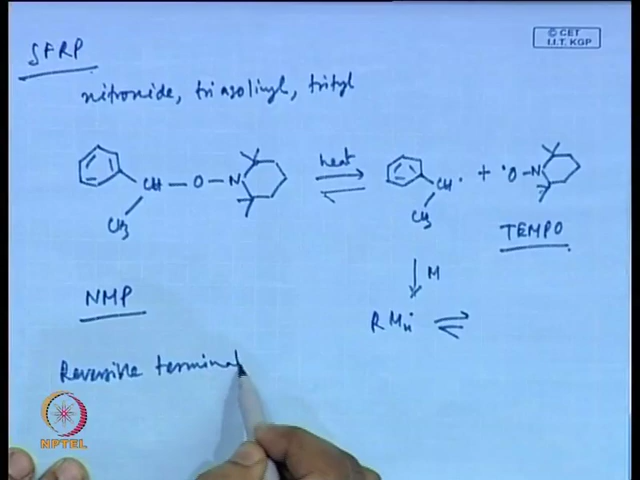 SFRP
© CET
I.I.T. KGP
nitroxide, triazolinyl, trityl
CH — O — N
CH3
heat
CH· + ·O — N
CH3
TEMPO
M
NMP
RMn·
Reversible terminat
NPTEL